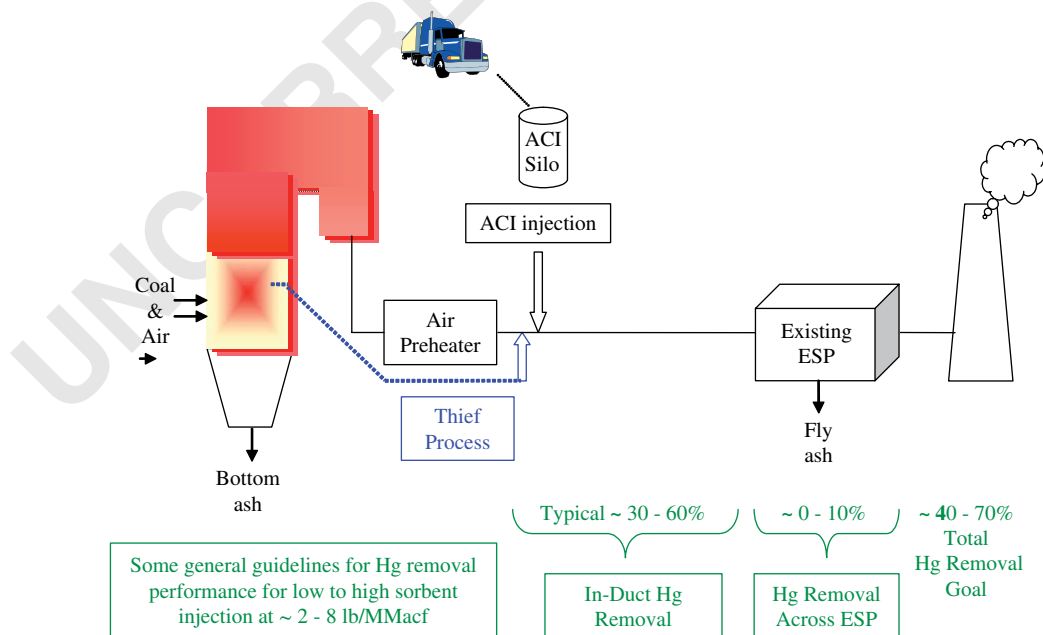 UNCORRE
ACI
Silo
ACI injection
Coal
&
Air
Air
Preheater
Existing
ESP
Thief
Process
Fly
ash
Bottom
ash
Typical ~ 30 - 60%
~ 0 - 10%
~ 40 - 70%
Total
Hg Removal
Goal
Some general guidelines for Hg removal
performance for low to high sorbent
injection at ~ 2 - 8 lb/MMacf
In-Duct Hg
Removal
Hg Removal
Across ESP